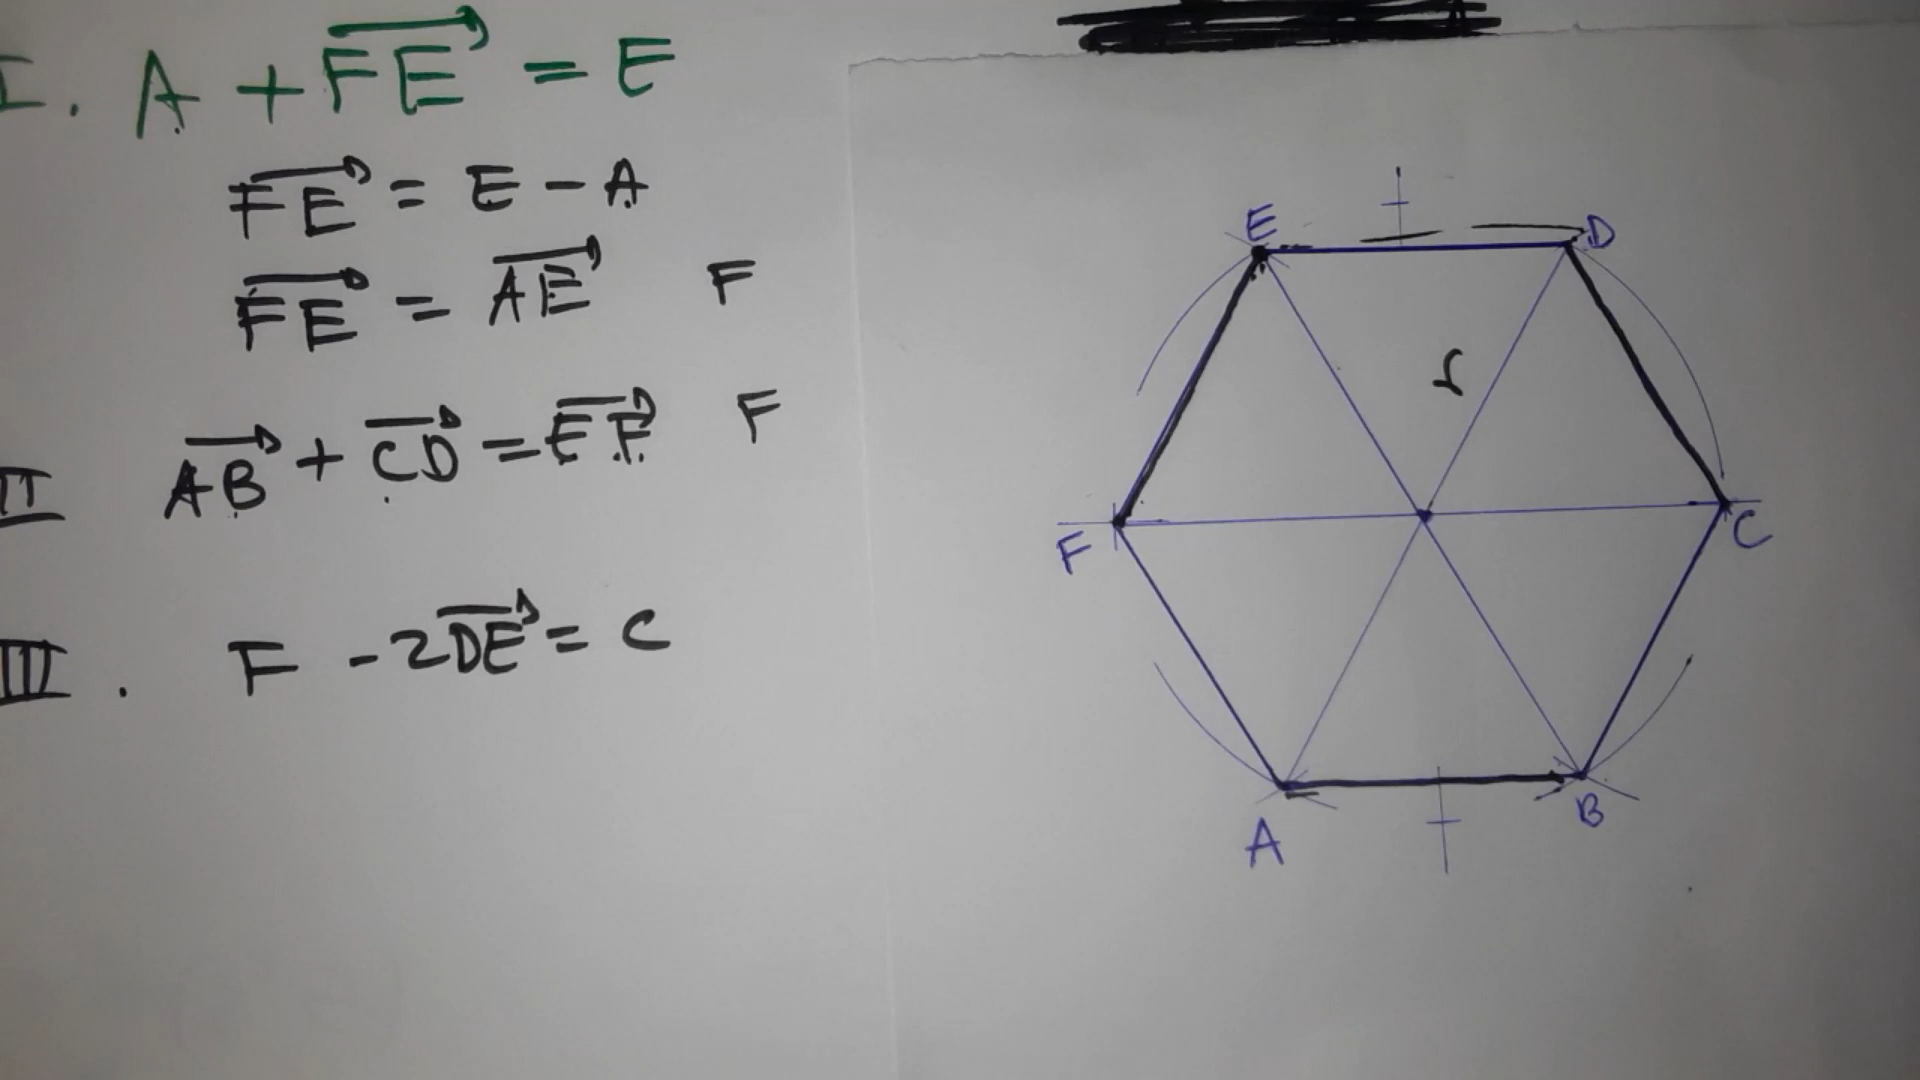 I. A + FE = E
FE = E - A
FE = AE F
II AB + CD = EF F
III. F - 2DE = C
E D
r
F C
A B